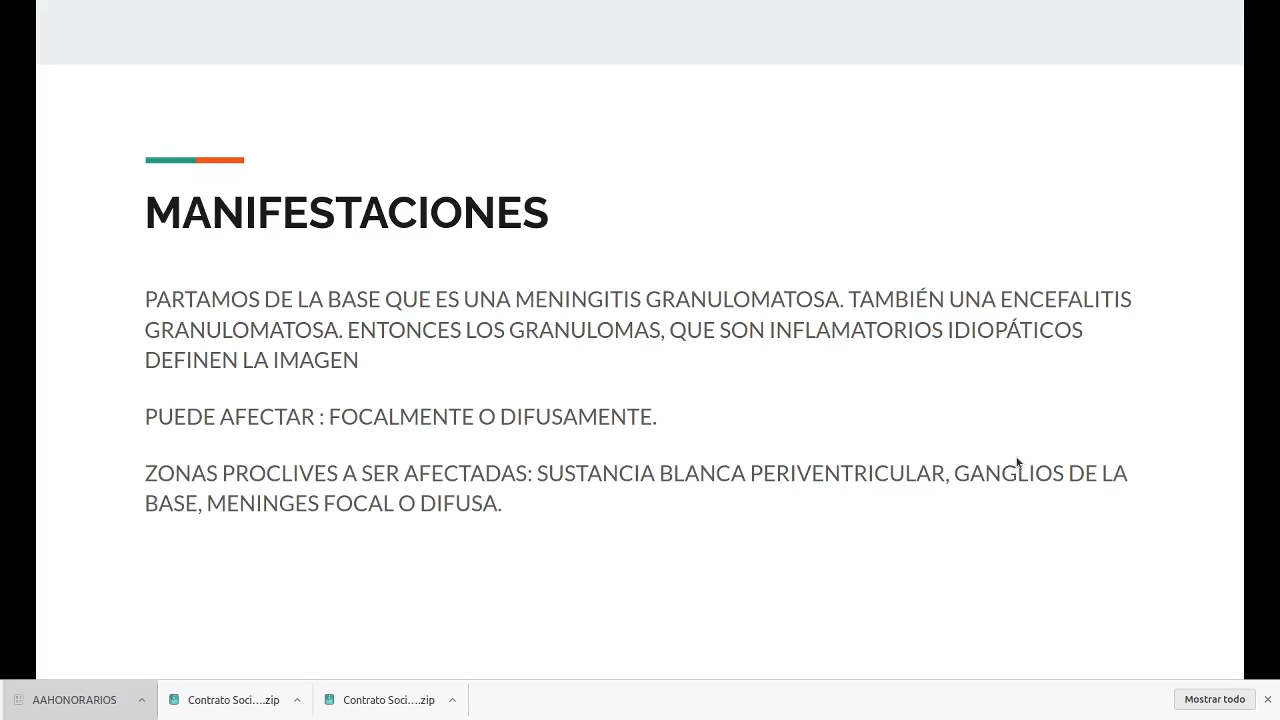 MANIFESTACIONES
PARTAMOS DE LA BASE QUE ES UNA MENINGITIS GRANULOMATOSA. TAMBIÉN UNA ENCEFALITIS
GRANULOMATOSA. ENTONCES LOS GRANULOMAS, QUE SON INFLAMATORIOS IDIOPÁTICOS
DEFINEN LA IMAGEN
PUEDE AFECTAR : FOCALMENTE O DIFUSAMENTE.
ZONAS PROCLIVES A SER AFECTADAS: SUSTANCIA BLANCA PERIVENTRICULAR, GANGLIOS DE LA
BASE, MENINGES FOCAL O DIFUSA.
AAHONORARIOS Contrato Soci....zip Contrato Soci....zip Mostrar todo